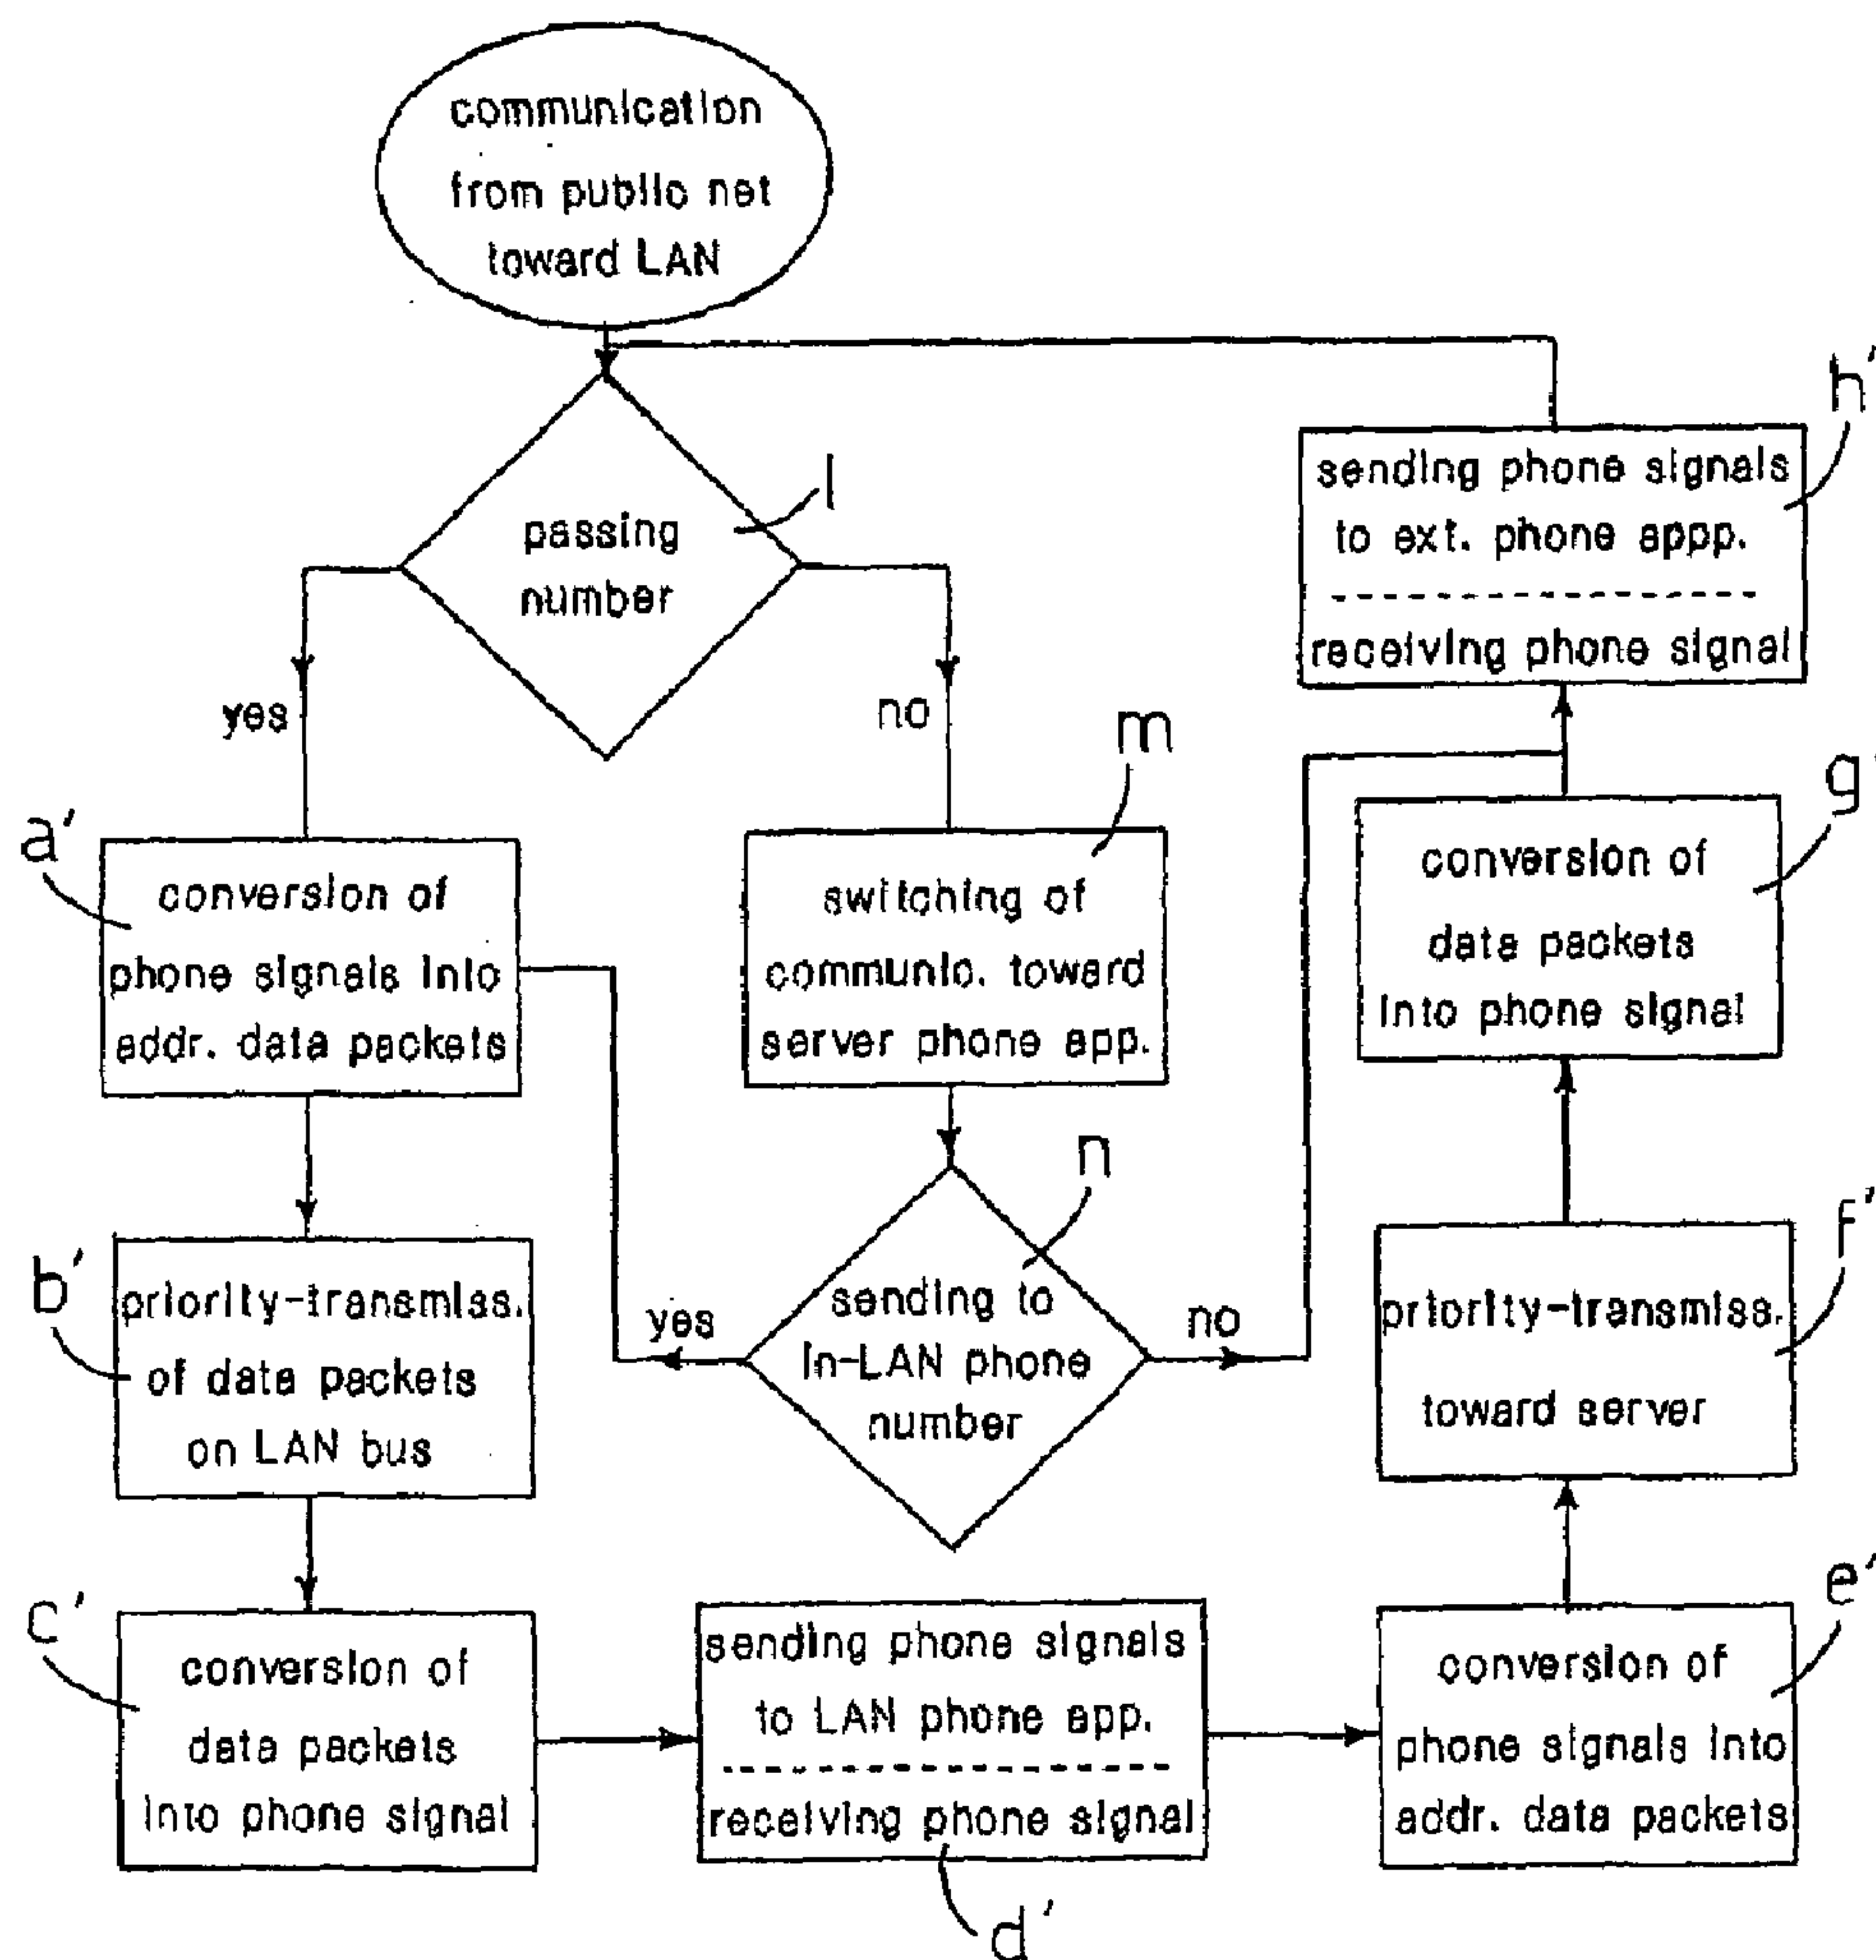 communication
from public net
toward LAN
h'
sending phone signals
to ext. phone appp.
receiving phone signal
l
passing
number
yes
no
m
g'
a'
conversion of
phone signals into
addr. data packets
switching of
communic. toward
server phone app.
conversion of
data packets
into phone signal
n
f'
b'
priority-transmiss.
of data packets
on LAN bus
yes
sending to
in-LAN phone
number
no
priority-transmiss.
toward server
c'
conversion of
data packets
into phone signal
sending phone signals
to LAN phone app.
receiving phone signal
d'
e'
conversion of
phone signals into
addr. data packets